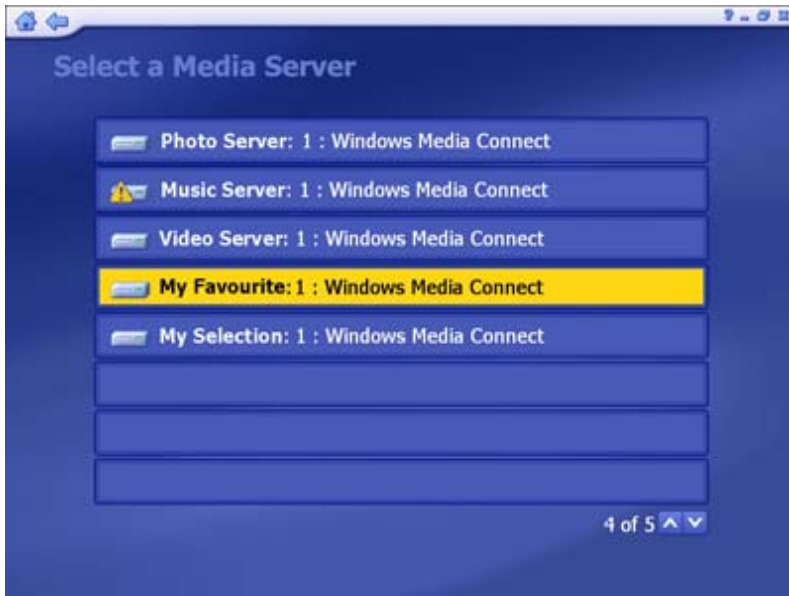 Select a Media Server
Photo Server: 1 : Windows Media Connect
Music Server: 1 : Windows Media Connect
Video Server: 1 : Windows Media Connect
My Favourite: 1 : Windows Media Connect
My Selection: 1 : Windows Media Connect
4 of 5